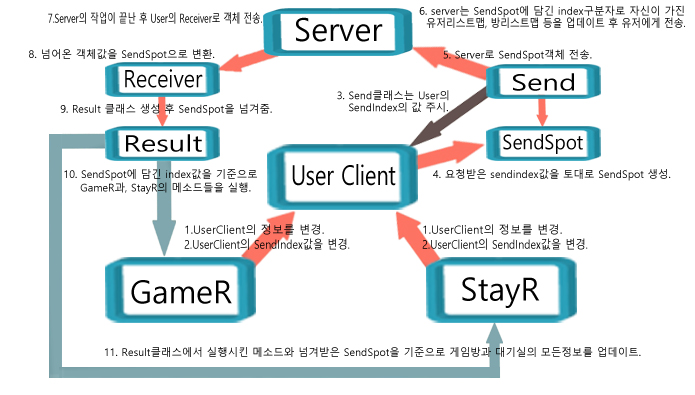 7.Server의 작업이 끝난 후 User의 Receiver로 객체 전송.
Server
6. server는 SendSpot에 담긴 index구분자로 자신이 가진
유저리스트맵, 방리스트맵 등을 업데이트 후 유저에게 전송.
8. 넘어온 객체값을 SendSpot으로 변환.
5. Server로 SendSpot객체 전송.
Receiver
Send
3. Send클래스는 User의
SendIndex의 값 주시.
9. Result 클래스 생성 후 SendSpot을 넘겨줌.
Result
SendSpot
User Client
10. SendSpot에 담긴 index값을 기준으로
GameR과, StayR의 메소드들을 실행.
4. 요청받은 sendindex값을 토대로 SendSpot 생성.
1.UserClient의 정보를 변경.
2.UserClient의 SendIndex값을 변경.
1.UserClient의 정보를 변경.
2.UserClient의 SendIndex값을 변경.
GameR
StayR
11. Result클래스에서 실행시킨 메소드와 넘겨받은 SendSpot을 기준으로 게임방과 대기실의 모든정보를 업데이트.